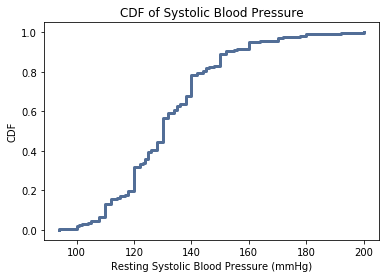 CDF of Systolic Blood Pressure
1.0
0.8
0.6
0.4
0.2
0.0
CDF
100 120 140 160 180 200
Resting Systolic Blood Pressure (mmHg)